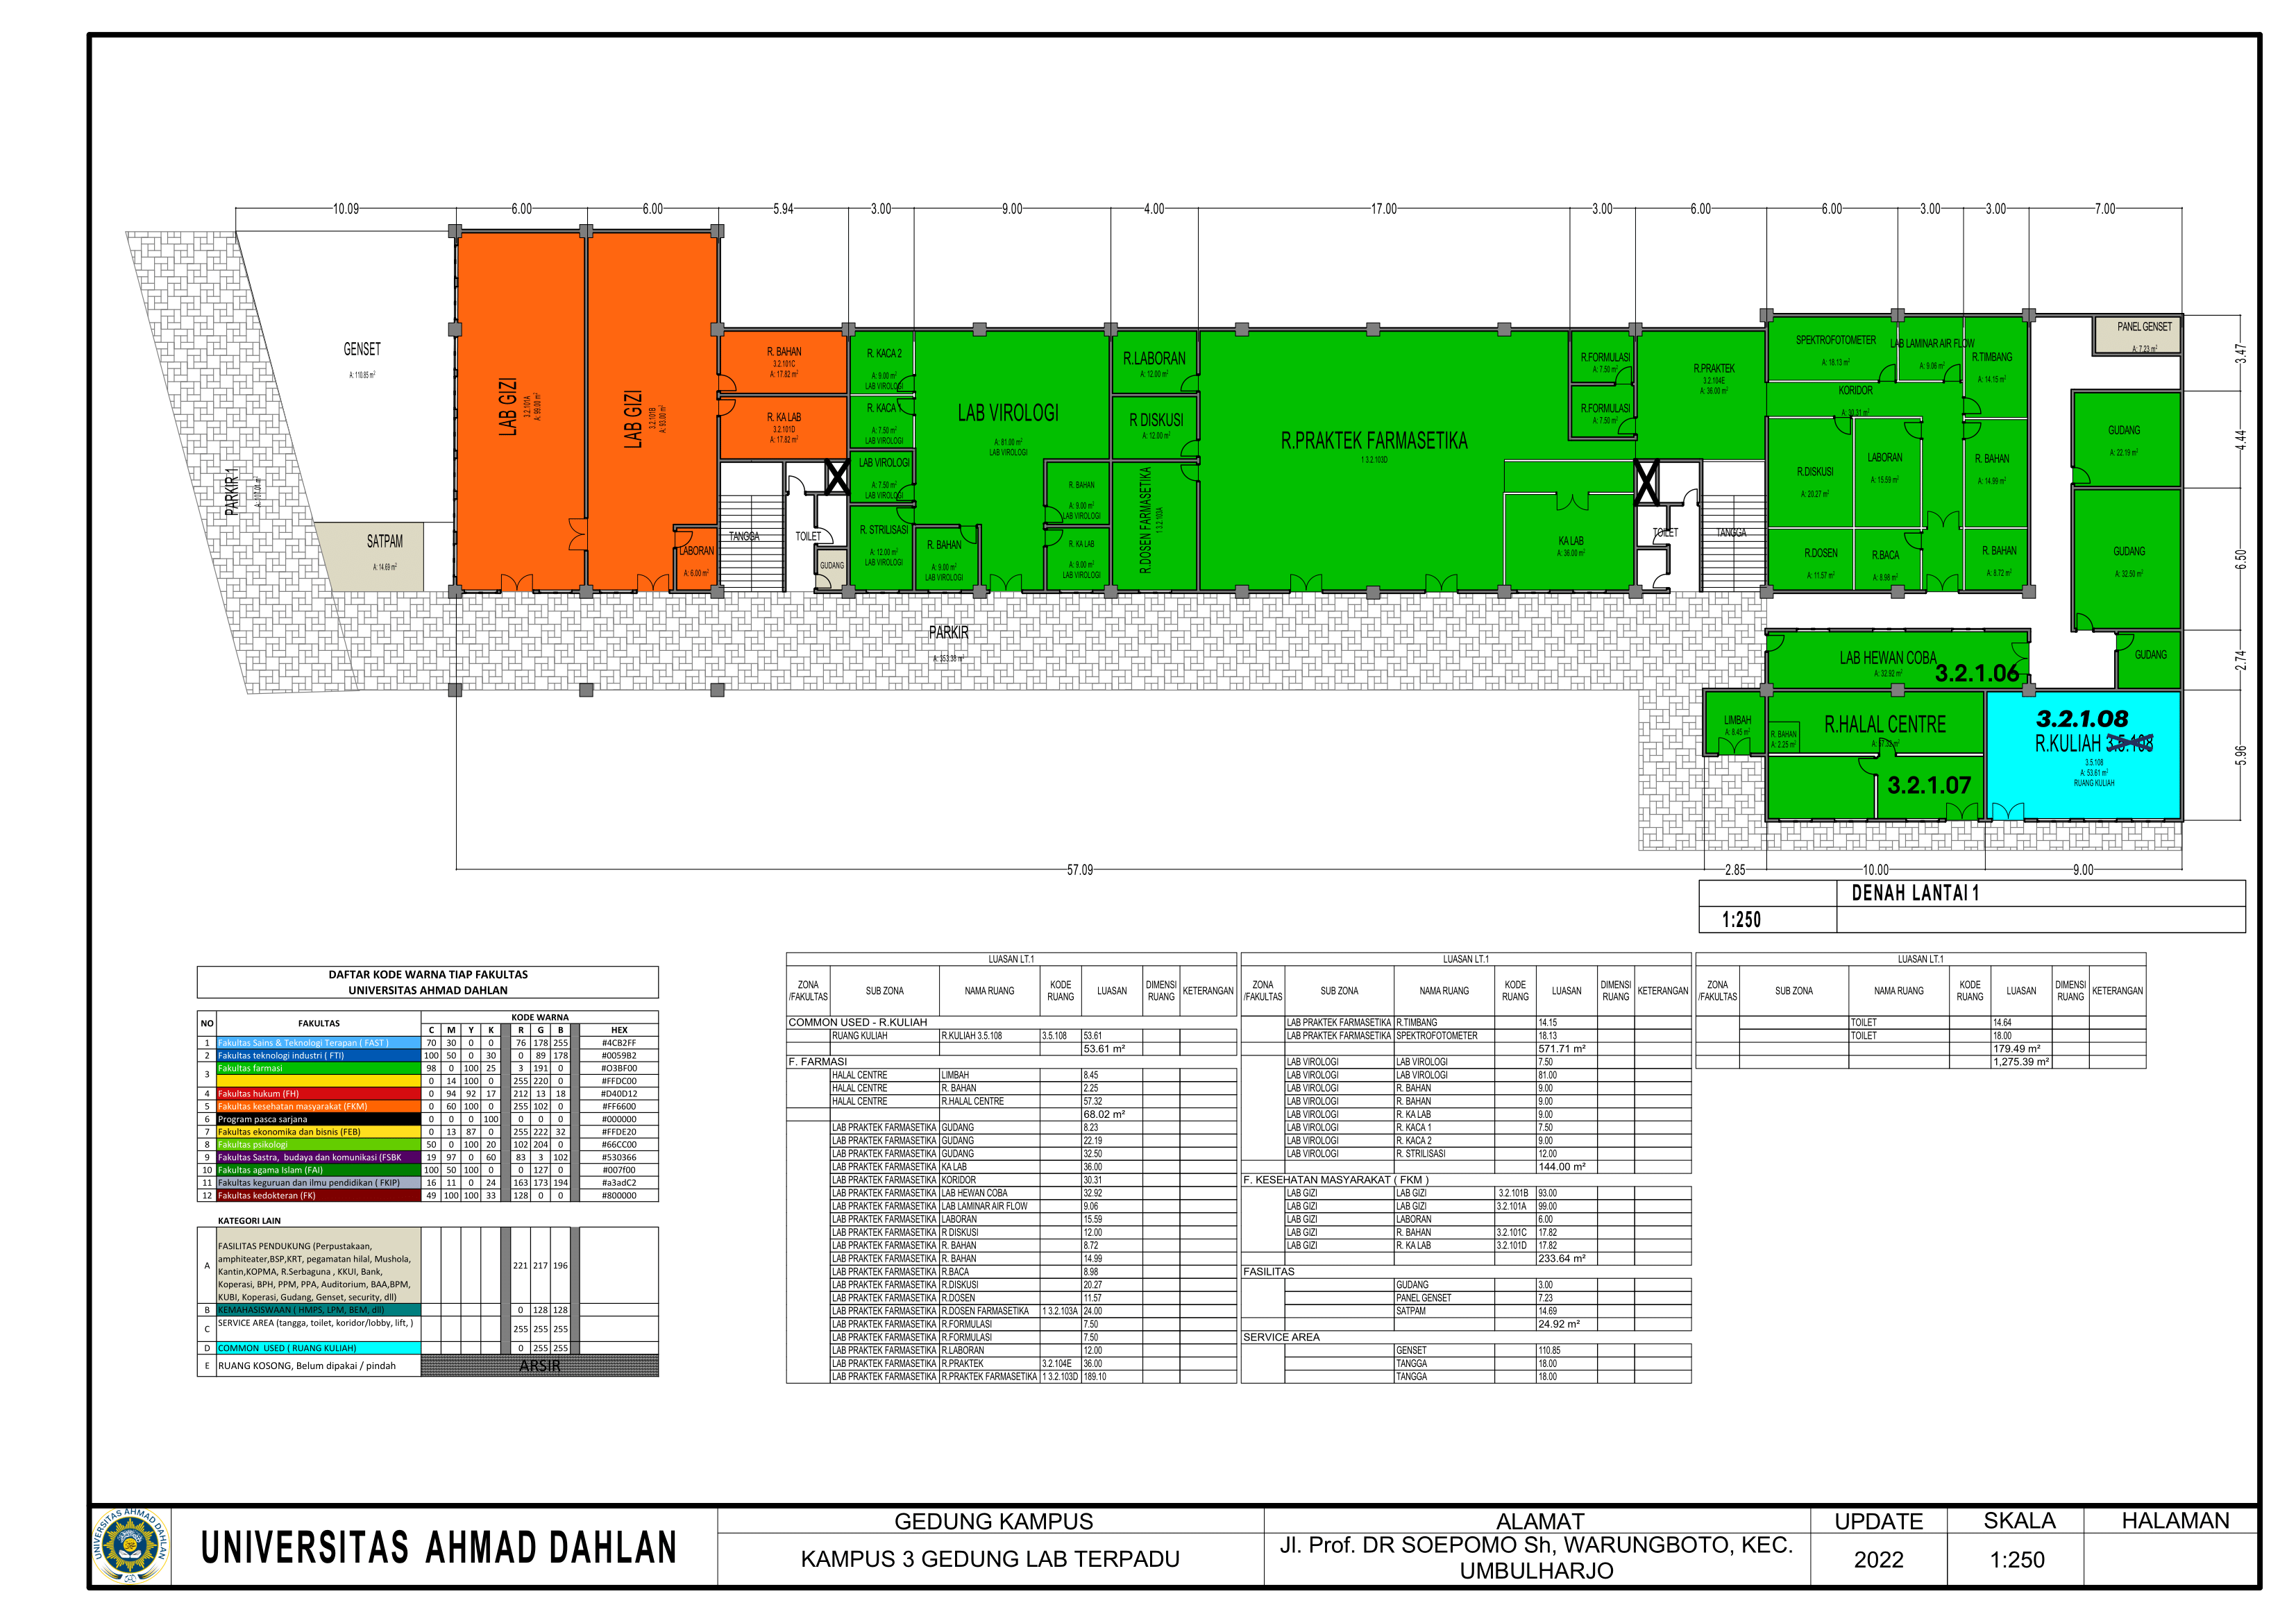 10.09 6.00 6.00 5.94 3.00 9.00 4.00 17.00 3.00 6.00 6.00 3.00 3.00 7.00
GENSET
A: 110.85 m²
PARKIR 1
A: 117.01 m²
SATPAM
A: 14.69 m²
LAB GIZI
3.2.101A
A: 99.00 m²
LAB GIZI
3.2.101B
A: 93.00 m²
LABORAN
A: 6.00 m²
R. BAHAN
3.2.101C
A: 17.82 m²
R. KA LAB
3.2.101D
A: 17.82 m²
TANGGA
TOILET
GUDANG
R. KACA 2
A: 9.00 m²
LAB VIROLOGI
R. KACA 1
A: 7.50 m²
LAB VIROLOGI
LAB VIROLOGI
A: 7.50 m²
LAB VIROLOGI
R. STRILISASI
A: 12.00 m²
LAB VIROLOGI
LAB VIROLOGI
A: 81.00 m²
LAB VIROLOGI
R. BAHAN
A: 9.00 m²
LAB VIROLOGI
R. BAHAN
A: 9.00 m²
LAB VIROLOGI
R. KA LAB
A: 9.00 m²
LAB VIROLOGI
R.LABORAN
A: 12.00 m²
R DISKUSI
A: 12.00 m²
R.DOSEN FARMASETIKA
1 3.2.103A
R.PRAKTEK FARMASETIKA
1 3.2.103D
R.FORMULASI
A: 7.50 m²
R.FORMULASI
A: 7.50 m²
KA LAB
A: 36.00 m²
R.PRAKTEK
3.2.104E
A: 36.00 m²
TOILET
TANGGA
SPEKTROFOTOMETER
A: 18.13 m²
LAB LAMINAR AIR FLOW
A: 9.06 m²
R.TIMBANG
A: 14.15 m²
KORIDOR
A: 30.31 m²
R.DISKUSI
A: 20.27 m²
LABORAN
A: 15.59 m²
R. BAHAN
A: 14.99 m²
R.DOSEN
A: 11.57 m²
R.BACA
A: 8.98 m²
R. BAHAN
A: 8.72 m²
PANEL GENSET
A: 7.23 m²
GUDANG
A: 22.19 m²
GUDANG
A: 32.50 m²
GUDANG
3.47
4.44
6.50
2.74
5.96
PARKIR
A: 353.38 m²
LAB HEWAN COBA
A: 32.92 m²
3.2.1.06
LIMBAH
A: 8.45 m²
R. BAHAN
A: 2.25 m²
R.HALAL CENTRE
A: 57.32 m²
3.2.1.07
3.2.1.08
R.KULIAH 3.5.108
3.5.108
A: 53.61 m²
RUANG KULIAH
57.09 2.85 10.00 9.00
DENAH LANTAI 1
1:250
DAFTAR KODE WARNA TIAP FAKULTAS
UNIVERSITAS AHMAD DAHLAN
NO FAKULTAS KODE WARNA
C M Y K R G B HEX
1 Fakultas Sains & Teknologi Terapan ( FAST ) 70 30 0 0 76 178 255 #4CB2FF
2 Fakultas teknologi industri ( FTI) 100 50 0 30 0 89 178 #0059B2
3 Fakultas farmasi 98 0 100 25 3 191 0 #O3BF00
0 14 100 0 255 220 0 #FFDC00
4 Fakultas hukum (FH) 0 94 92 17 212 13 18 #D40D12
5 Fakultas kesehatan masyarakat (FKM) 0 60 100 0 255 102 0 #FF6600
6 Program pasca sarjana 0 0 0 100 0 0 0 #000000
7 Fakultas ekonomika dan bisnis (FEB) 0 13 87 0 255 222 32 #FFDE20
8 Fakultas psikologi 50 0 100 20 102 204 0 #66CC00
9 Fakultas Sastra, budaya dan komunikasi (FSBK 19 97 0 60 83 3 102 #530366
10 Fakultas agama Islam (FAI) 100 50 100 0 0 127 0 #007f00
11 Fakultas keguruan dan ilmu pendidikan ( FKIP) 16 11 0 24 163 173 194 #a3adC2
12 Fakultas kedokteran (FK) 49 100 100 33 128 0 0 #800000
KATEGORI LAIN
A FASILITAS PENDUKUNG (Perpustakaan,
amphiteater,BSP,KRT, pegamatan hilal, Mushola,
Kantin,KOPMA, R.Serbaguna , KKUI, Bank,
Koperasi, BPH, PPM, PPA, Auditorium, BAA,BPM,
KUBI, Koperasi, Gudang, Genset, security, dll) 221 217 196
B KEMAHASISWAAN ( HMPS, LPM, BEM, dll) 0 128 128
C SERVICE AREA (tangga, toilet, koridor/lobby, lift, ) 255 255 255
D COMMON USED ( RUANG KULIAH) 0 255 255
E RUANG KOSONG, Belum dipakai / pindah ARSIR
LUASAN LT.1
ZONA /FAKULTAS SUB ZONA NAMA RUANG KODE RUANG LUASAN DIMENSI RUANG KETERANGAN
COMMON USED - R.KULIAH
RUANG KULIAH R.KULIAH 3.5.108 3.5.108 53.61
53.61 m²
F. FARMASI
HALAL CENTRE LIMBAH 8.45
HALAL CENTRE R. BAHAN 2.25
HALAL CENTRE R.HALAL CENTRE 57.32
68.02 m²
LAB PRAKTEK FARMASETIKA GUDANG 8.23
LAB PRAKTEK FARMASETIKA GUDANG 22.19
LAB PRAKTEK FARMASETIKA GUDANG 32.50
LAB PRAKTEK FARMASETIKA KA LAB 36.00
LAB PRAKTEK FARMASETIKA KORIDOR 30.31
LAB PRAKTEK FARMASETIKA LAB HEWAN COBA 32.92
LAB PRAKTEK FARMASETIKA LAB LAMINAR AIR FLOW 9.06
LAB PRAKTEK FARMASETIKA LABORAN 15.59
LAB PRAKTEK FARMASETIKA R DISKUSI 12.00
LAB PRAKTEK FARMASETIKA R. BAHAN 8.72
LAB PRAKTEK FARMASETIKA R. BAHAN 14.99
LAB PRAKTEK FARMASETIKA R.BACA 8.98
LAB PRAKTEK FARMASETIKA R.DISKUSI 20.27
LAB PRAKTEK FARMASETIKA R.DOSEN 11.57
LAB PRAKTEK FARMASETIKA R.DOSEN FARMASETIKA 1 3.2.103A 24.00
LAB PRAKTEK FARMASETIKA R.FORMULASI 7.50
LAB PRAKTEK FARMASETIKA R.FORMULASI 7.50
LAB PRAKTEK FARMASETIKA R.LABORAN 12.00
LAB PRAKTEK FARMASETIKA R.PRAKTEK 3.2.104E 36.00
LAB PRAKTEK FARMASETIKA R.PRAKTEK FARMASETIKA 1 3.2.103D 189.10
LUASAN LT.1
ZONA /FAKULTAS SUB ZONA NAMA RUANG KODE RUANG LUASAN DIMENSI RUANG KETERANGAN
LAB PRAKTEK FARMASETIKA R.TIMBANG 14.15
LAB PRAKTEK FARMASETIKA SPEKTROFOTOMETER 18.13
571.71 m²
LAB VIROLOGI LAB VIROLOGI 7.50
LAB VIROLOGI LAB VIROLOGI 81.00
LAB VIROLOGI R. BAHAN 9.00
LAB VIROLOGI R. BAHAN 9.00
LAB VIROLOGI R. KA LAB 9.00
LAB VIROLOGI R. KACA 1 7.50
LAB VIROLOGI R. KACA 2 9.00
LAB VIROLOGI R. STRILISASI 12.00
144.00 m²
F. KESEHATAN MASYARAKAT ( FKM )
LAB GIZI LAB GIZI 3.2.101B 93.00
LAB GIZI LAB GIZI 3.2.101A 99.00
LAB GIZI LABORAN 6.00
LAB GIZI R. BAHAN 3.2.101C 17.82
LAB GIZI R. KA LAB 3.2.101D 17.82
233.64 m²
FASILITAS
GUDANG 3.00
PANEL GENSET 7.23
SATPAM 14.69
24.92 m²
SERVICE AREA
GENSET 110.85
TANGGA 18.00
TANGGA 18.00
LUASAN LT.1
ZONA /FAKULTAS SUB ZONA NAMA RUANG KODE RUANG LUASAN DIMENSI RUANG KETERANGAN
TOILET 14.64
TOILET 18.00
179.49 m²
1,275.39 m²
UNIVERSITAS AHMAD DAHLAN
UNIVERSITAS AHMAD DAHLAN
GEDUNG KAMPUS
KAMPUS 3 GEDUNG LAB TERPADU
ALAMAT
Jl. Prof. DR SOEPOMO Sh, WARUNGBOTO, KEC.
UMBULHARJO
UPDATE
2022
SKALA
1:250
HALAMAN